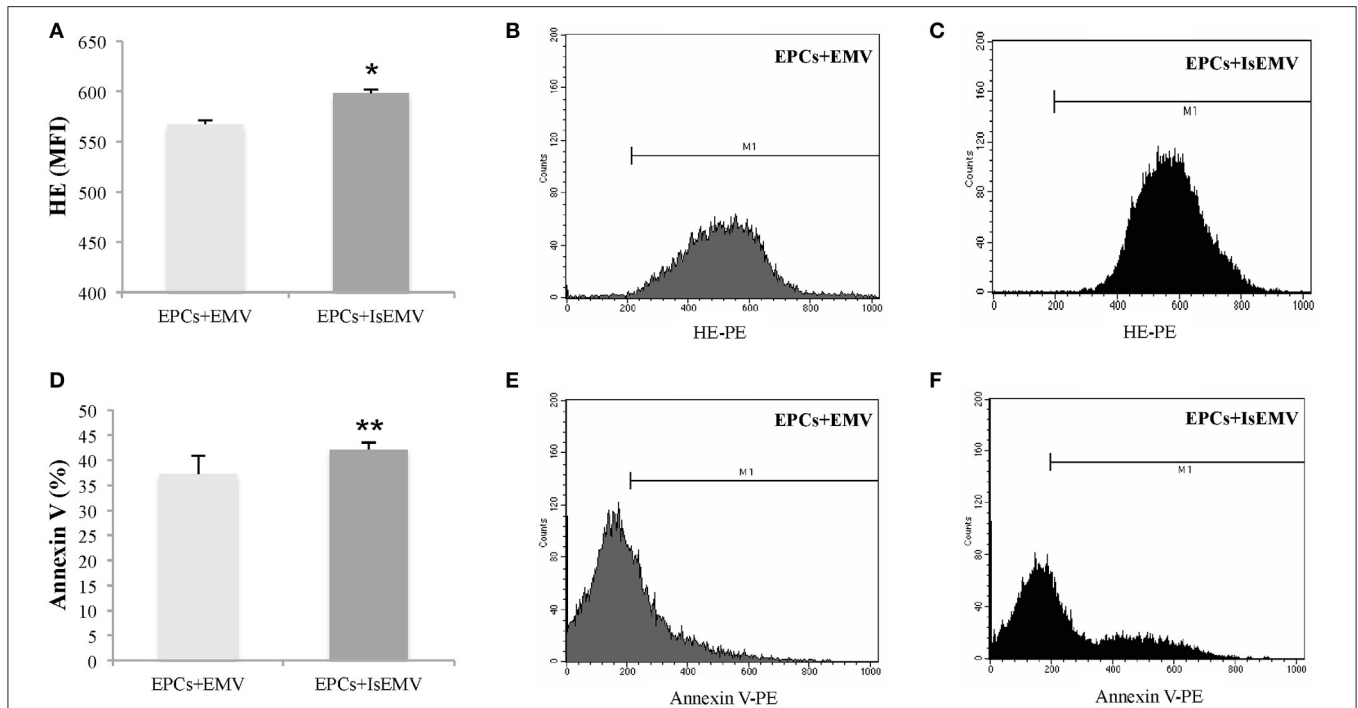 A
HE (MFI)
650
600
550
500
450
400
*
EPCs+EMV
EPCs+IsEMV
B
EPCs+EMV
M1
Counts
200
160
120
80
40
0
0
200
400
600
800
1000
HE-PE
C
EPCs+IsEMV
M1
Counts
200
160
120
80
40
0
0
200
400
600
800
1000
HE-PE
D
Annexin V (%)
50
45
40
35
30
25
20
15
10
5
0
**
EPCs+EMV
EPCs+IsEMV
E
EPCs+EMV
M1
Counts
200
160
120
80
40
0
0
200
400
600
800
1000
Annexin V-PE
F
EPCs+IsEMV
M1
Counts
200
160
120
80
40
0
0
200
400
600
800
1000
Annexin V-PE